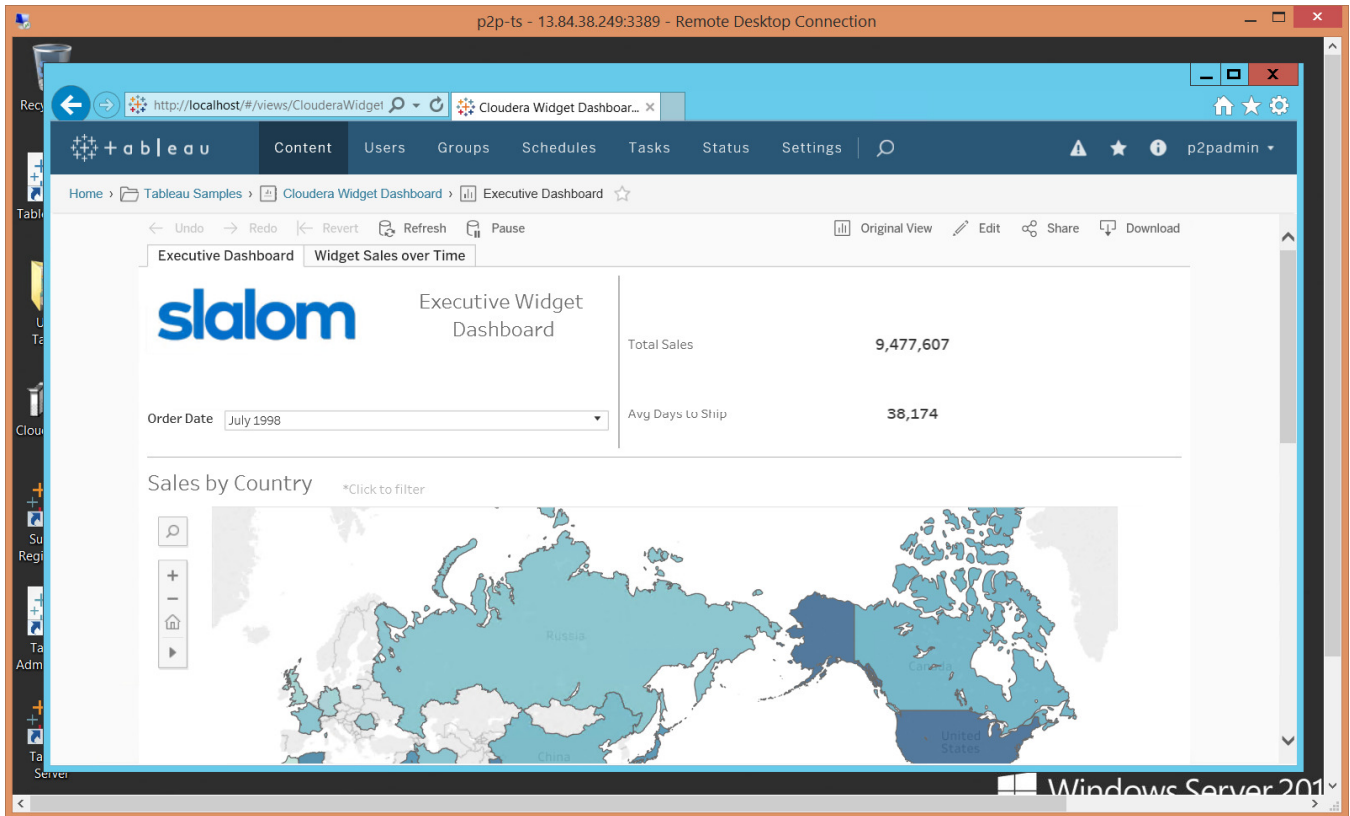 p2p-ts - 13.84.38.249:3389 - Remote Desktop Connection
http://localhost/#/views/ClouderaWidget
Cloudera Widget Dashboar...
+ a b | e a u Content Users Groups Schedules Tasks Status Settings p2padmin
Home › Tableau Samples › Cloudera Widget Dashboard › Executive Dashboard
Undo Redo Revert Refresh Pause Original View Edit Share Download
Executive Dashboard Widget Sales over Time
slalom
Executive Widget
Dashboard
Total Sales 9,477,607
Order Date July 1998
Avg Days to Ship 38,174
Sales by Country *Click to filter
Russia
Canada
United
States
China
Server
Windows Server 201